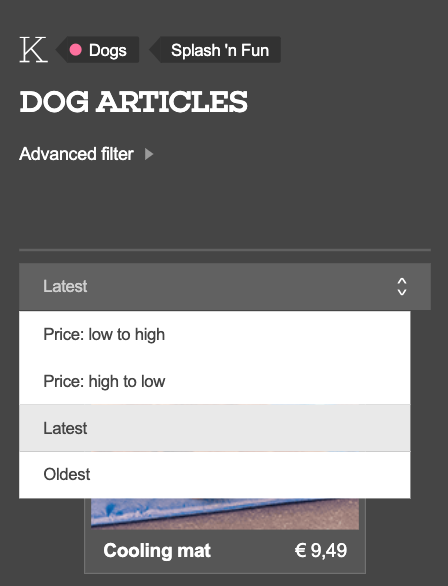 K Dogs Splash 'n Fun
DOG ARTICLES
Advanced filter
Latest
Price: low to high
Price: high to low
Latest
Oldest
Cooling mat € 9,49